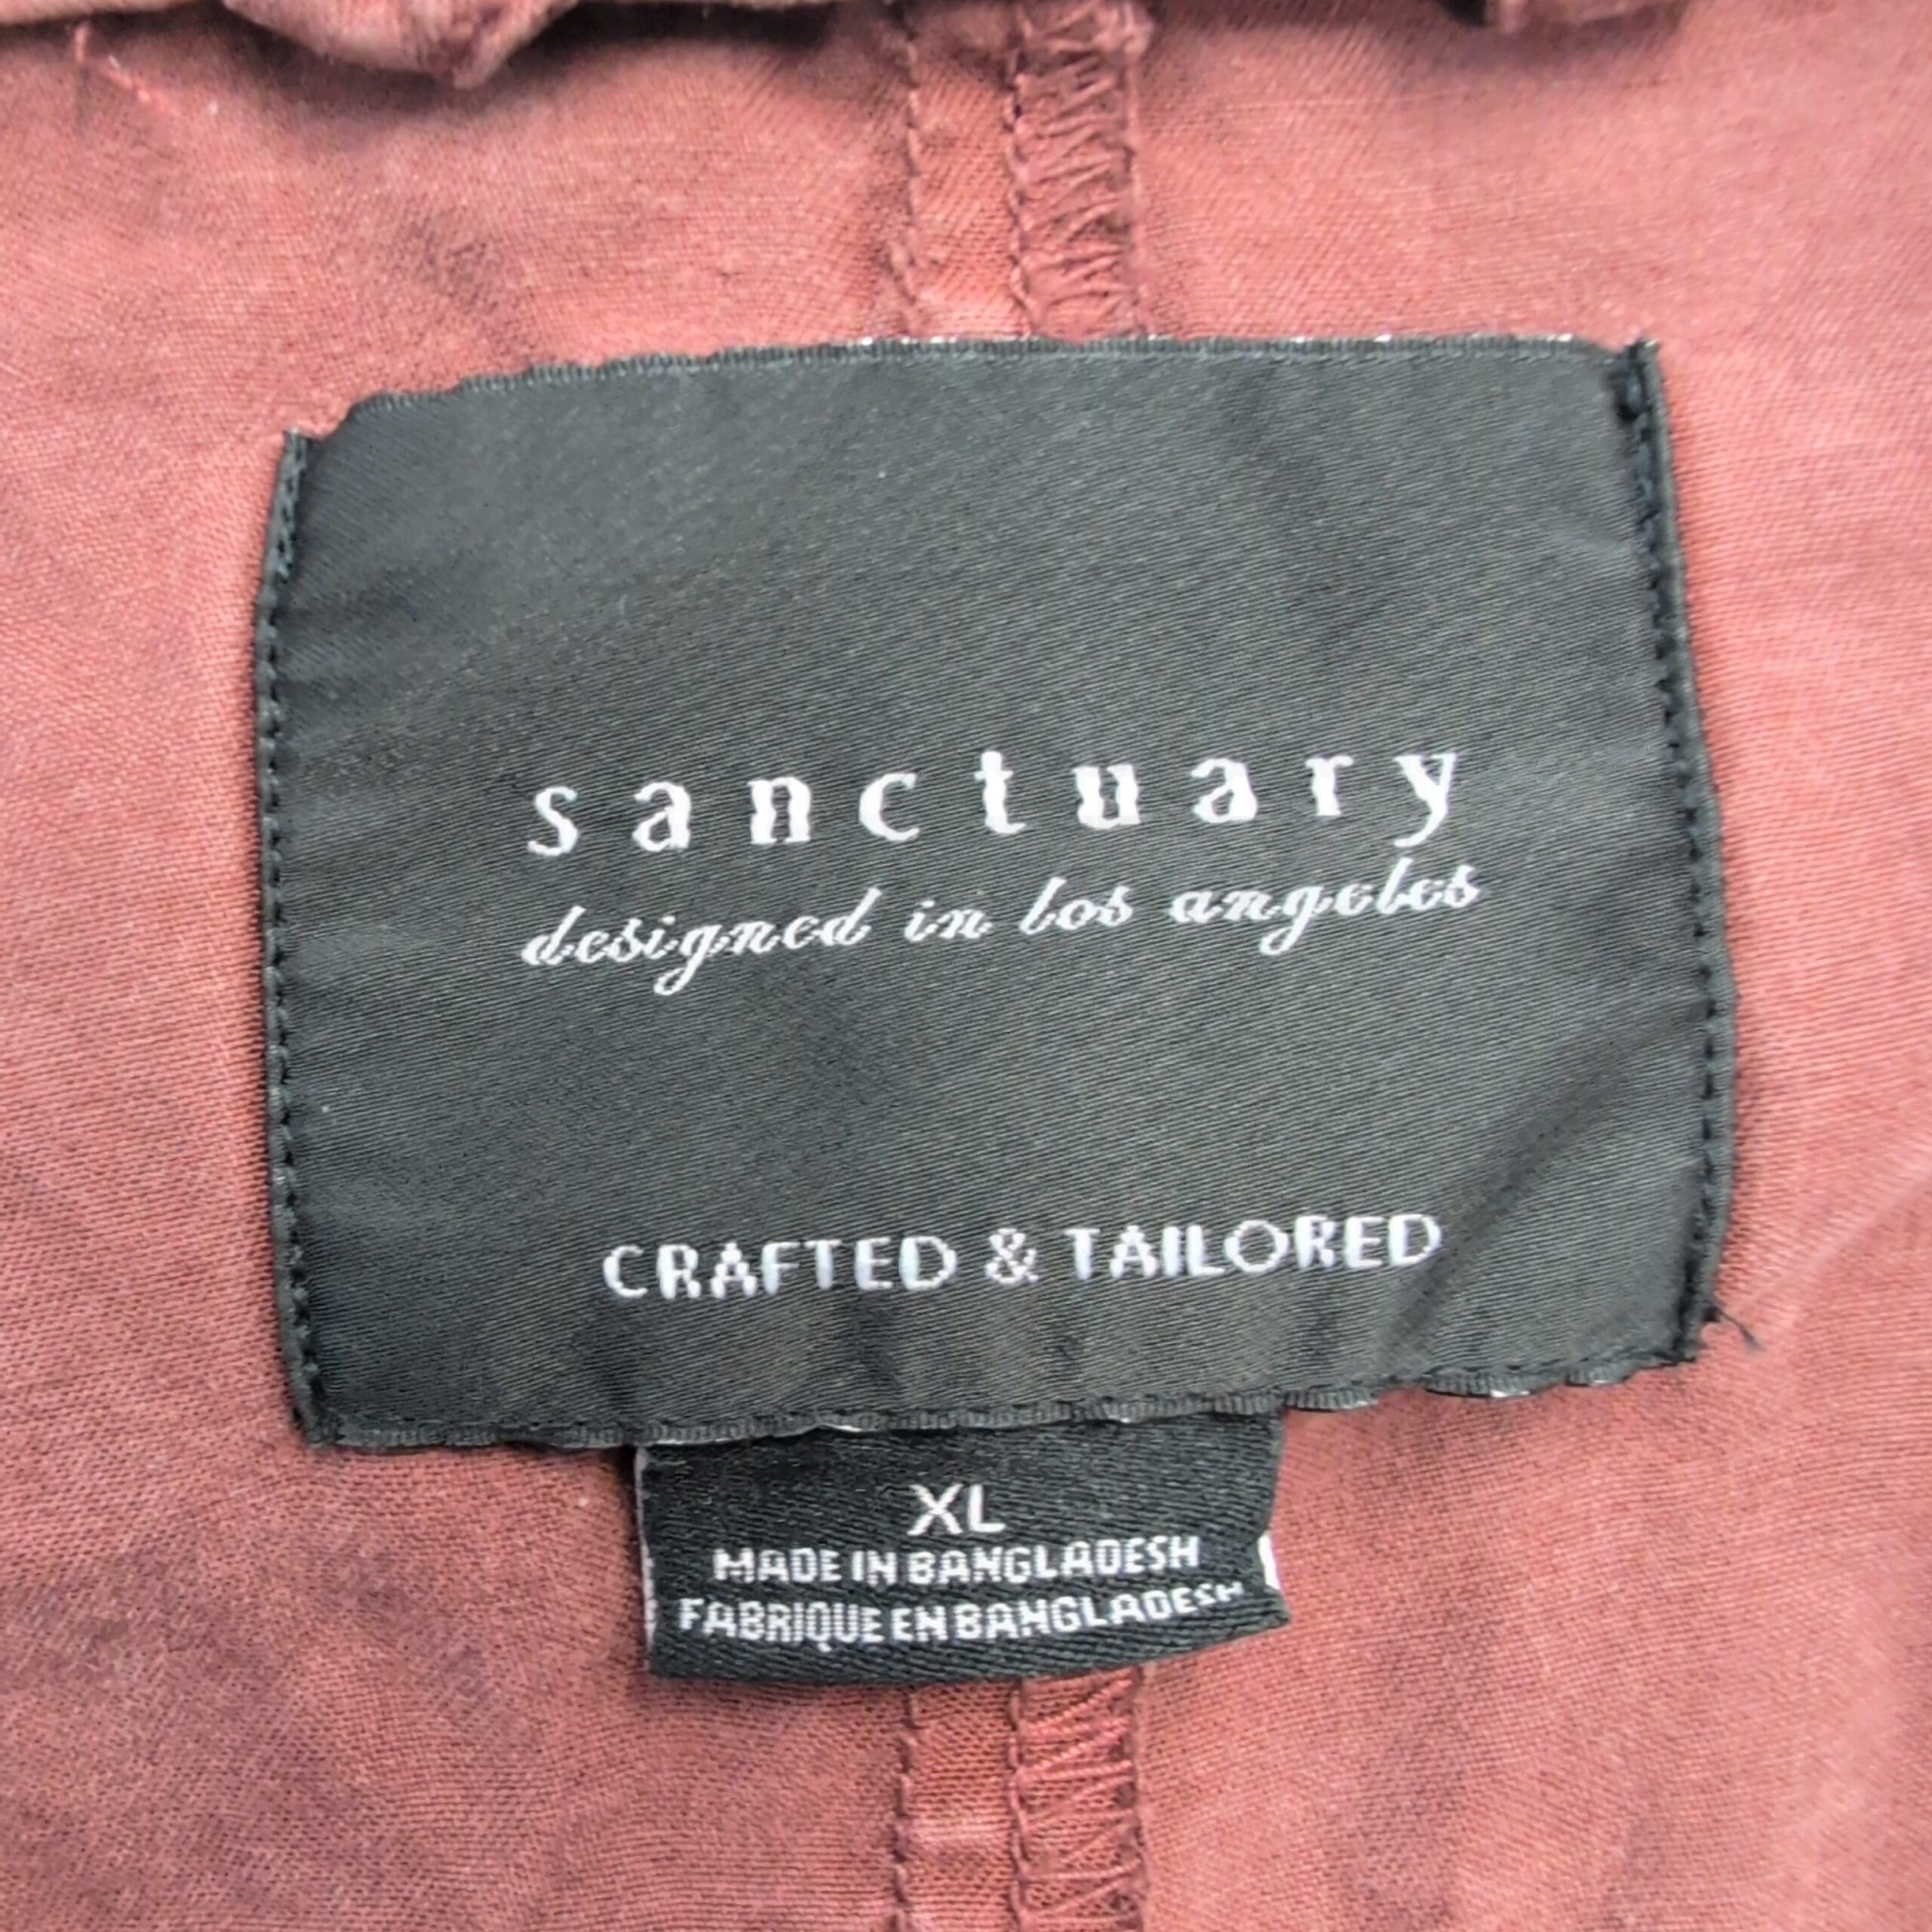 sanctuary
designed in los angeles
CRAFTED & TAILORED
XL
MADE IN BANGLADESH
FABRIQUE EN BANGLADESH